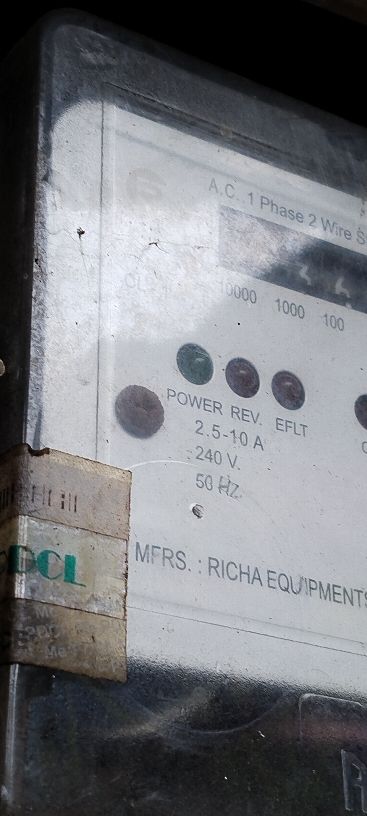 A.C. 1 Phase 2 Wire S
10000 1000 100
POWER REV. EFLT
2.5-10 A
240 V.
50 Hz.
MFRS. : RICHA EQUIPMENTS
DCL